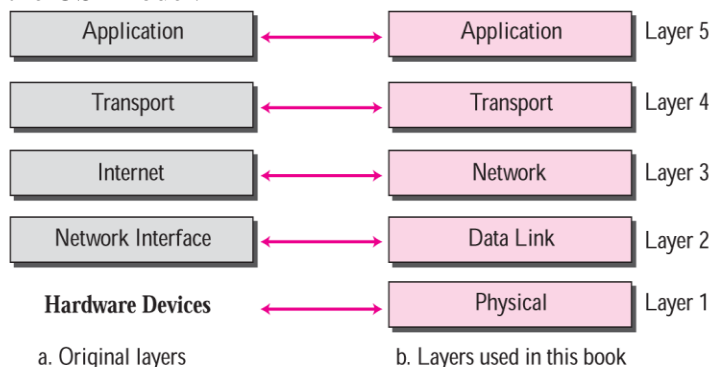 Application Application Layer 5
Transport Transport Layer 4
Internet Network Layer 3
Network Interface Data Link Layer 2
Hardware Devices Physical Layer 1
a. Original layers b. Layers used in this book